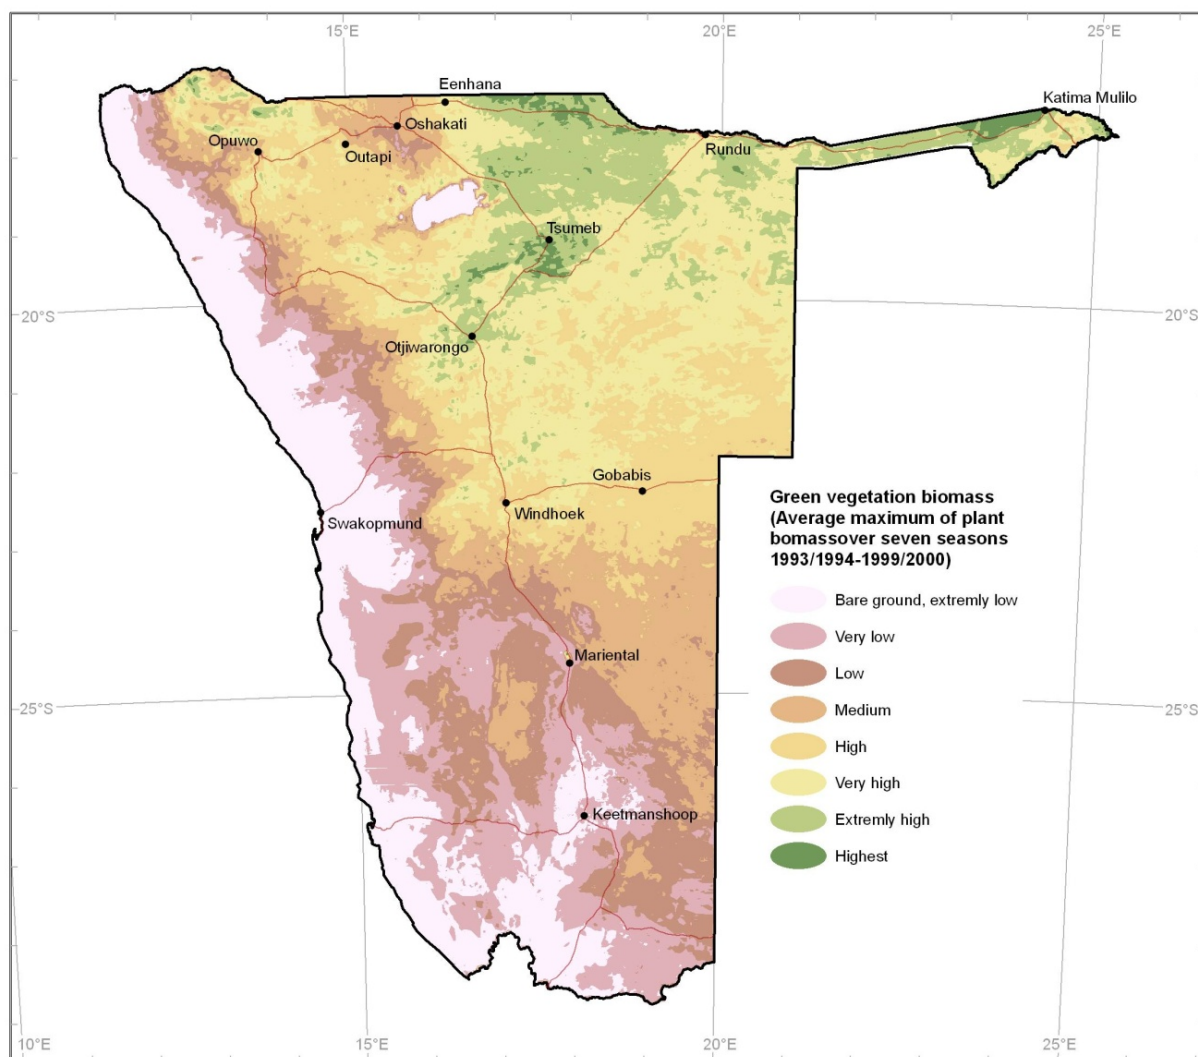 15°E
20°E
25°E
Eenhana
Katima Mulilo
Oshakati
Opuwo
Outapi
Rundu
Tsumeb
20°S
20°S
Otjiwarongo
Gobabis
Windhoek
Swakopmund
Green vegetation biomass
(Average maximum of plant
bomassover seven seasons
1993/1994-1999/2000)
Bare ground, extremly low
Very low
Mariental
Low
25°S
25°S
Medium
High
Very high
Keetmanshoop
Extremly high
Highest
10°E
15°E
20°E
25°E